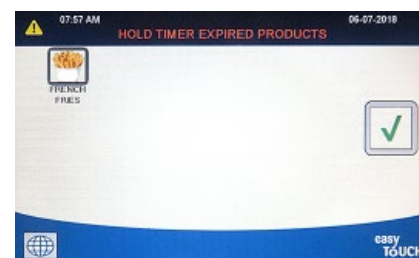 07:57 AM
06-07-2018
HOLD TIMER EXPIRED PRODUCTS
FRENCH
FRIES
easy
TOUCH